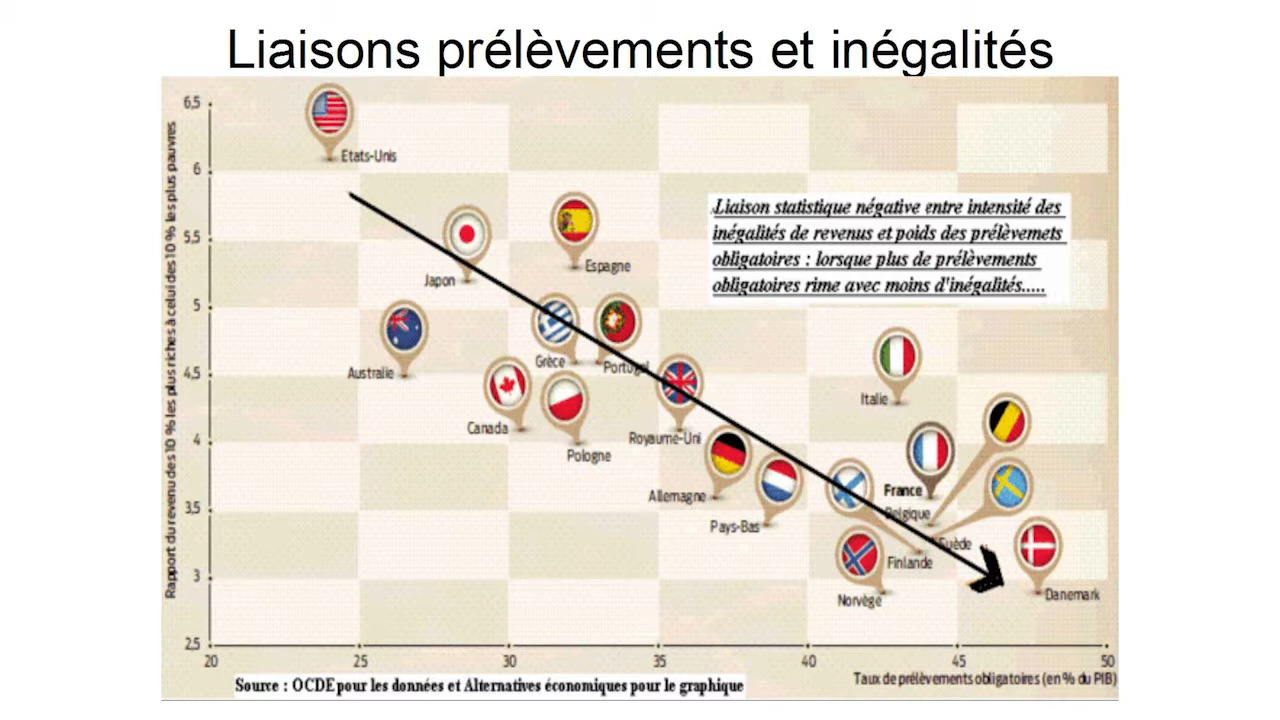 Liaisons prélèvements et inégalités
Rapport du revenu des 10 % les plus riches à celui des 10 % les plus pauvres
6,5
6
5,5
5
4,5
4
3,5
3
2,5
Etats-Unis
Japon
Espagne
Australie
Grèce
Portugal
Canada
Pologne
Royaume-Uni
Italie
Allemagne
Pays-Bas
France
Belgique
Suède
Finlande
Norvège
Danemark
Liaison statistique négative entre intensité des
inégalités de revenus et poids des prélèvemets
obligatoires : lorsque plus de prélèvements
obligatoires rime avec moins d'inégalités.....
20 25 30 35 40 45 50
Taux de prélèvements obligatoires (en % du PIB)
Source : OCDE pour les données et Alternatives économiques pour le graphique